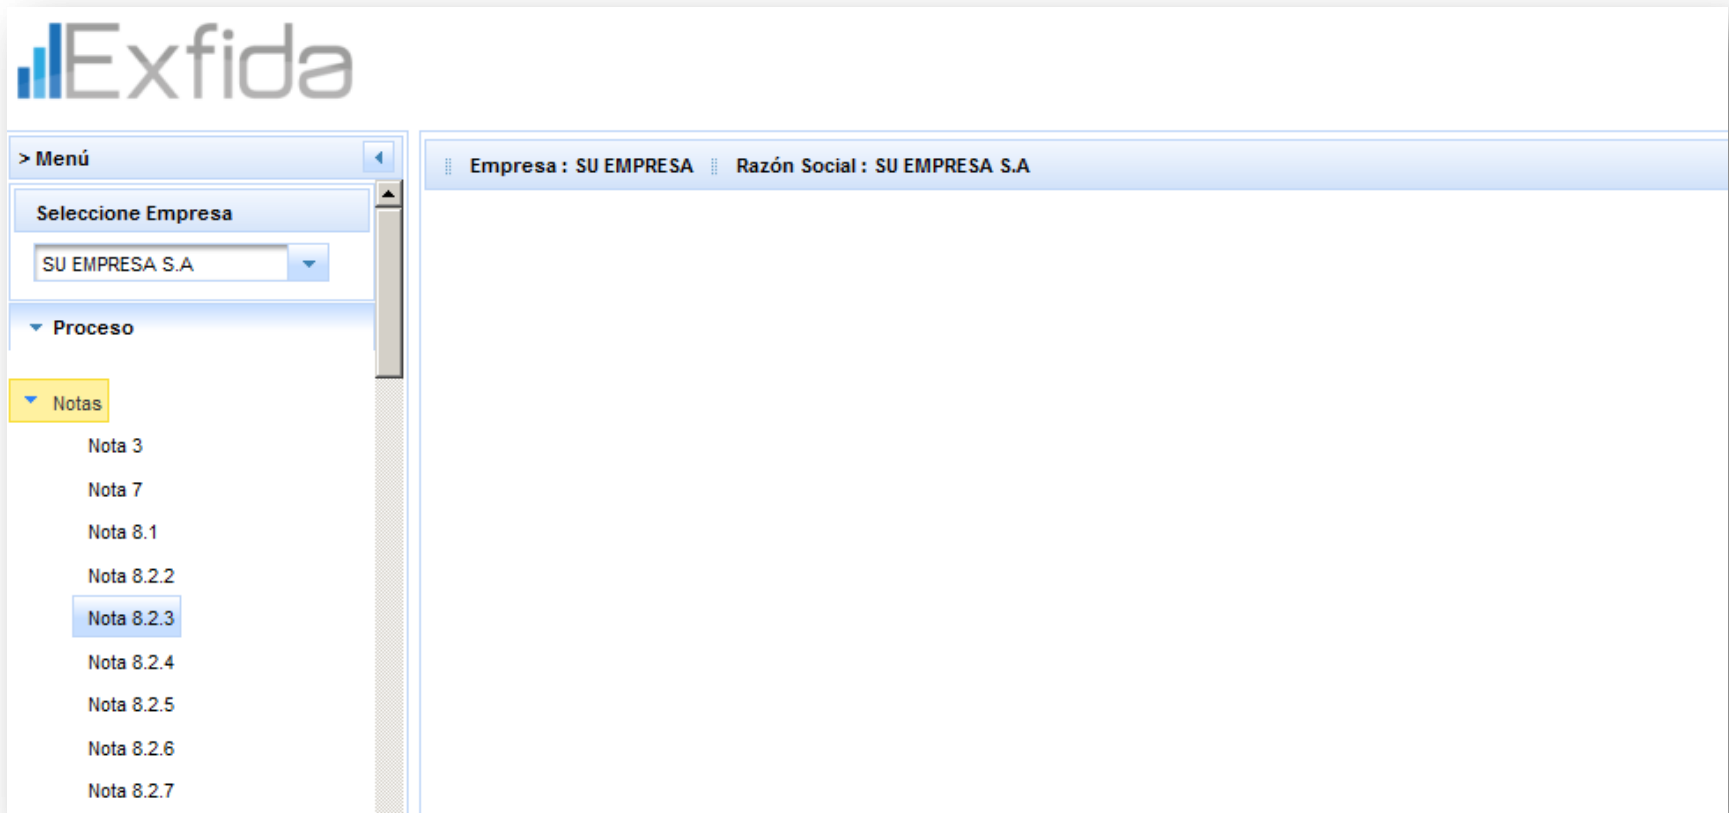 Exfida
> Menú
Empresa : SU EMPRESA Razón Social : SU EMPRESA S.A
Seleccione Empresa
SU EMPRESA S.A
Proceso
Notas
Nota 3
Nota 7
Nota 8.1
Nota 8.2.2
Nota 8.2.3
Nota 8.2.4
Nota 8.2.5
Nota 8.2.6
Nota 8.2.7